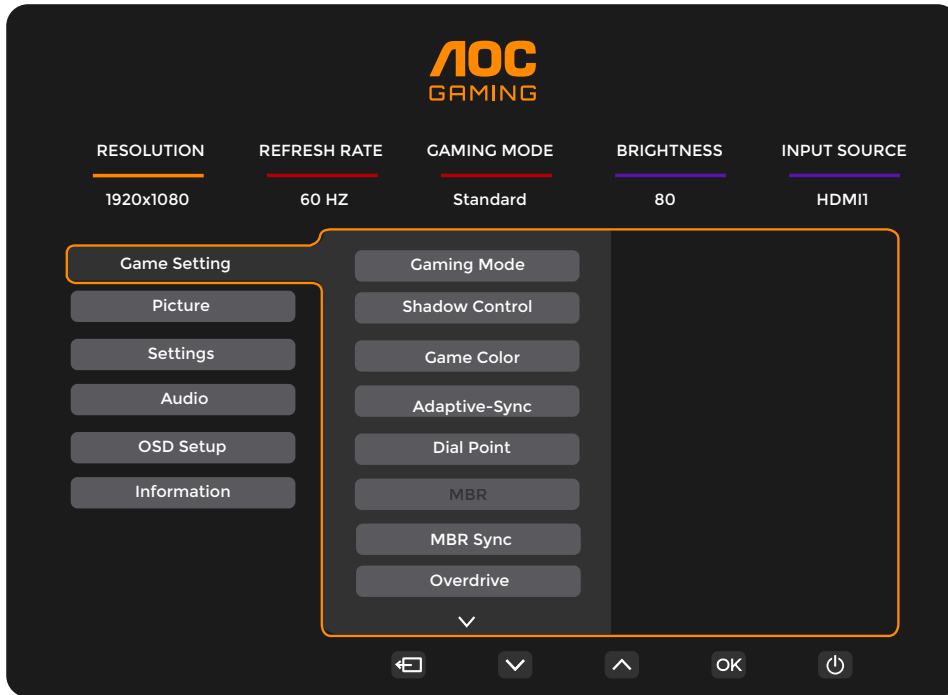 AOC
GAMING
RESOLUTION REFRESH RATE GAMING MODE BRIGHTNESS INPUT SOURCE
1920x1080 60 HZ Standard 80 HDMI1
Game Setting
Picture
Settings
Audio
OSD Setup
Information
Gaming Mode
Shadow Control
Game Color
Adaptive-Sync
Dial Point
MBR
MBR Sync
Overdrive
OK